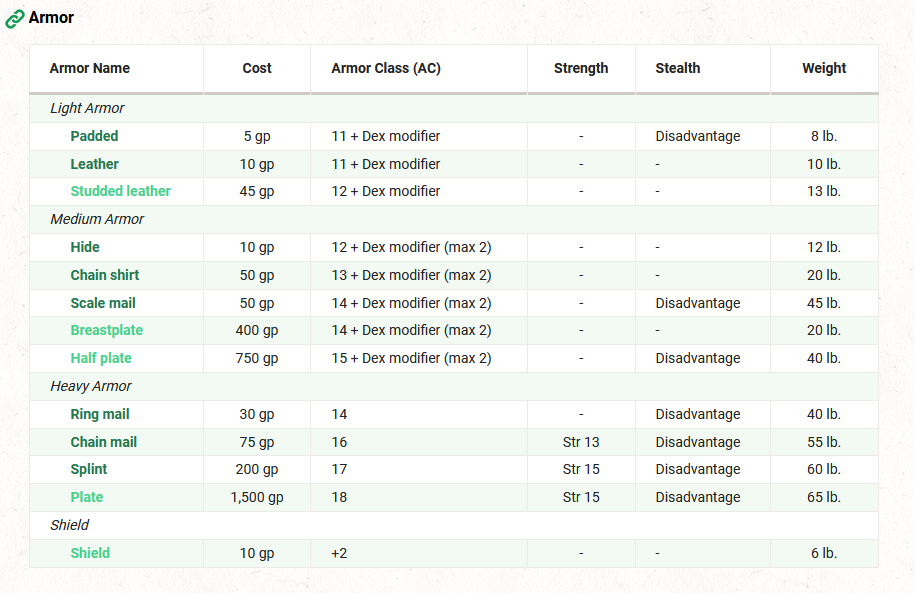 Armor
Armor Name Cost Armor Class (AC) Strength Stealth Weight
Light Armor
Padded 5 gp 11 + Dex modifier - Disadvantage 8 lb.
Leather 10 gp 11 + Dex modifier - - 10 lb.
Studded leather 45 gp 12 + Dex modifier - - 13 lb.
Medium Armor
Hide 10 gp 12 + Dex modifier (max 2) - - 12 lb.
Chain shirt 50 gp 13 + Dex modifier (max 2) - - 20 lb.
Scale mail 50 gp 14 + Dex modifier (max 2) - Disadvantage 45 lb.
Breastplate 400 gp 14 + Dex modifier (max 2) - - 20 lb.
Half plate 750 gp 15 + Dex modifier (max 2) - Disadvantage 40 lb.
Heavy Armor
Ring mail 30 gp 14 - Disadvantage 40 lb.
Chain mail 75 gp 16 Str 13 Disadvantage 55 lb.
Splint 200 gp 17 Str 15 Disadvantage 60 lb.
Plate 1,500 gp 18 Str 15 Disadvantage 65 lb.
Shield
Shield 10 gp +2 - - 6 lb.